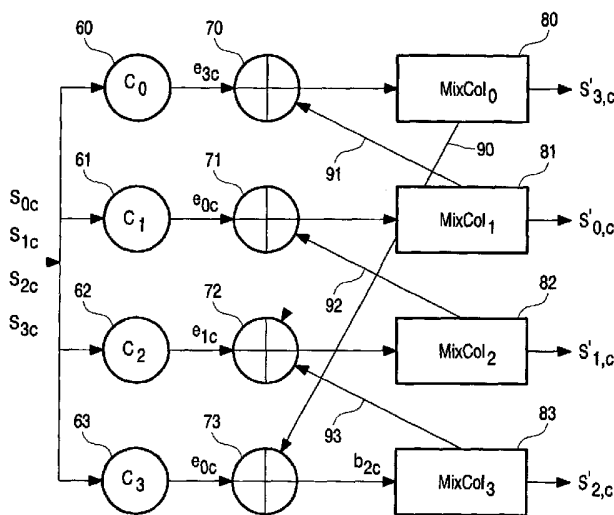 60 70 80
C0 e3c MixCol0 S'3,c
91 90
61 71 81
S0c C1 e0c MixCol1 S'0,c
S1c
92
S2c 62 72 82
S3c C2 e1c MixCol2 S'1,c
93
63 73 83
C3 e0c b2c MixCol3 S'2,c